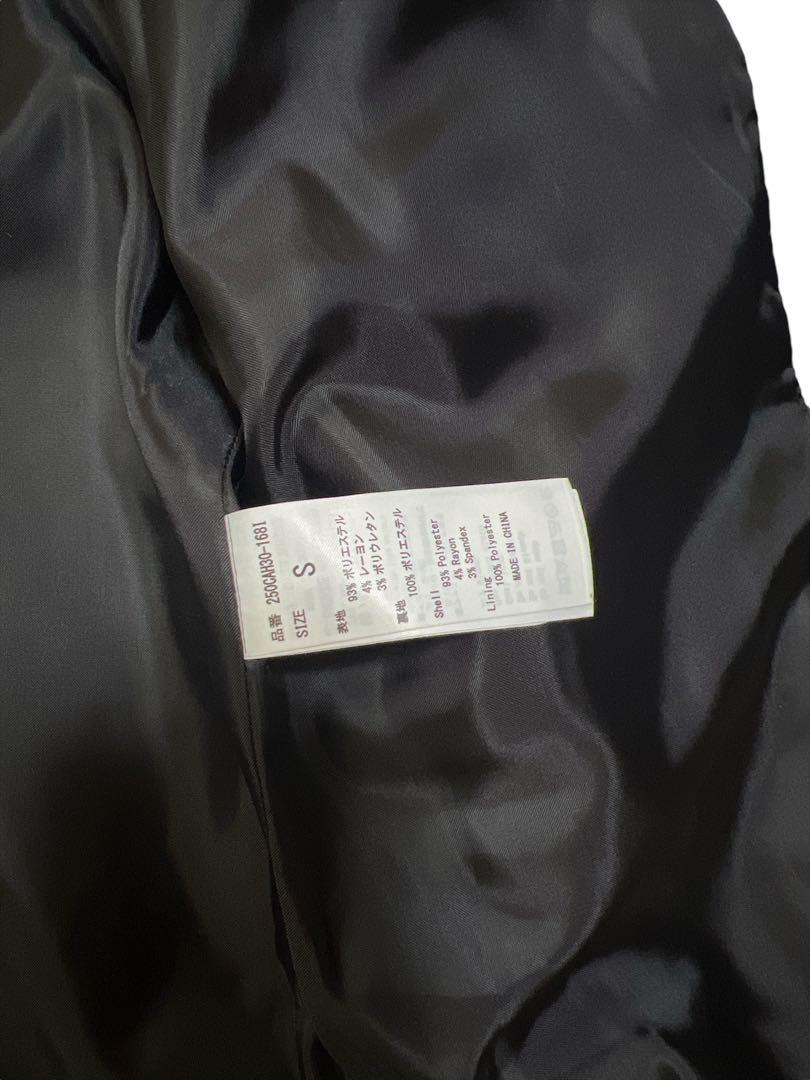 品番 250CAH30-168I
SIZE S
表地 93% ポリエステル
4% レーヨン
3% ポリウレタン
裏地 100% ポリエステル
Shell
93% Polyester
4% Rayon
3% Spandex
Lining
100% Polyester
MADE IN CHINA